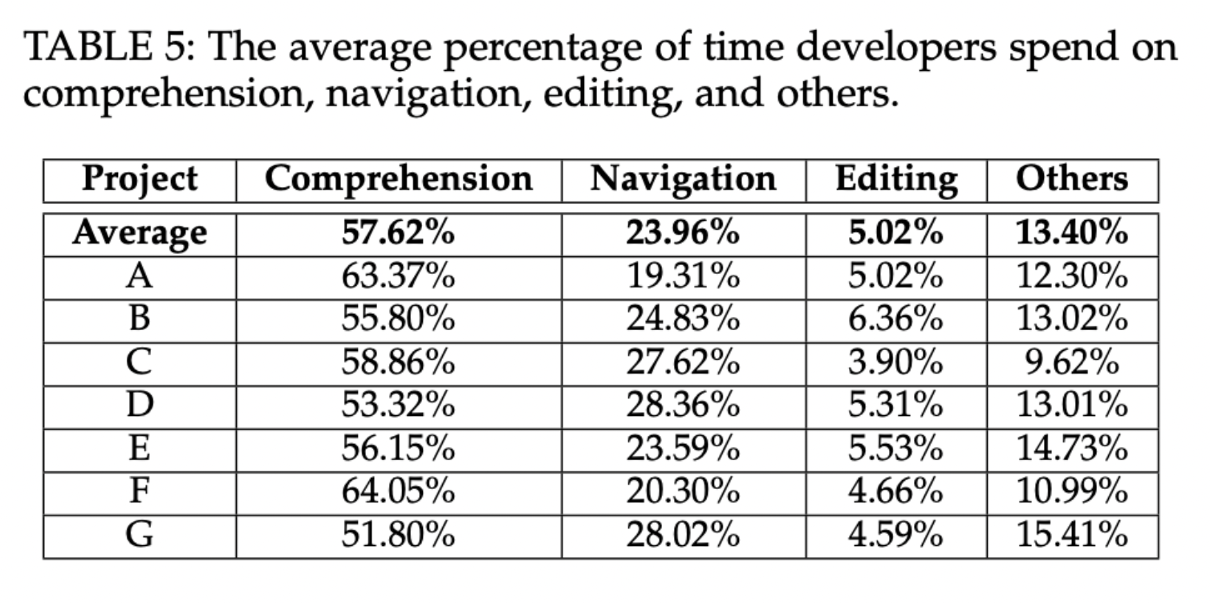 TABLE 5: The average percentage of time developers spend on
comprehension, navigation, editing, and others.
Project Comprehension Navigation Editing Others
Average 57.62% 23.96% 5.02% 13.40%
A 63.37% 19.31% 5.02% 12.30%
B 55.80% 24.83% 6.36% 13.02%
C 58.86% 27.62% 3.90% 9.62%
D 53.32% 28.36% 5.31% 13.01%
E 56.15% 23.59% 5.53% 14.73%
F 64.05% 20.30% 4.66% 10.99%
G 51.80% 28.02% 4.59% 15.41%